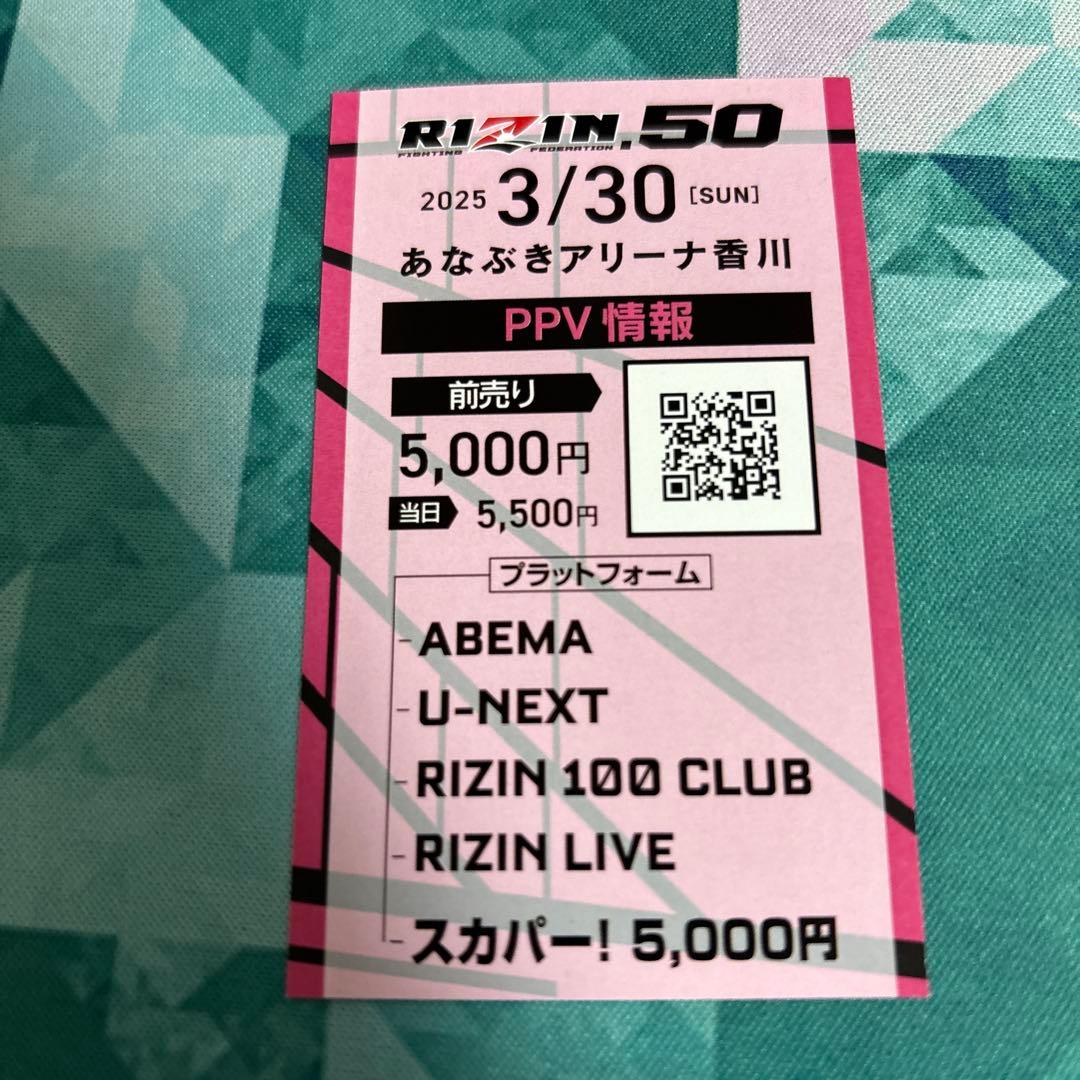 RIZIN.50
FIGHTING FEDERATION
2025 3/30 [SUN]
あなぶきアリーナ香川
PPV 情報
前売り
5,000円
当日 5,500円
プラットフォーム
ABEMA
U-NEXT
RIZIN 100 CLUB
RIZIN LIVE
スカパー! 5,000円